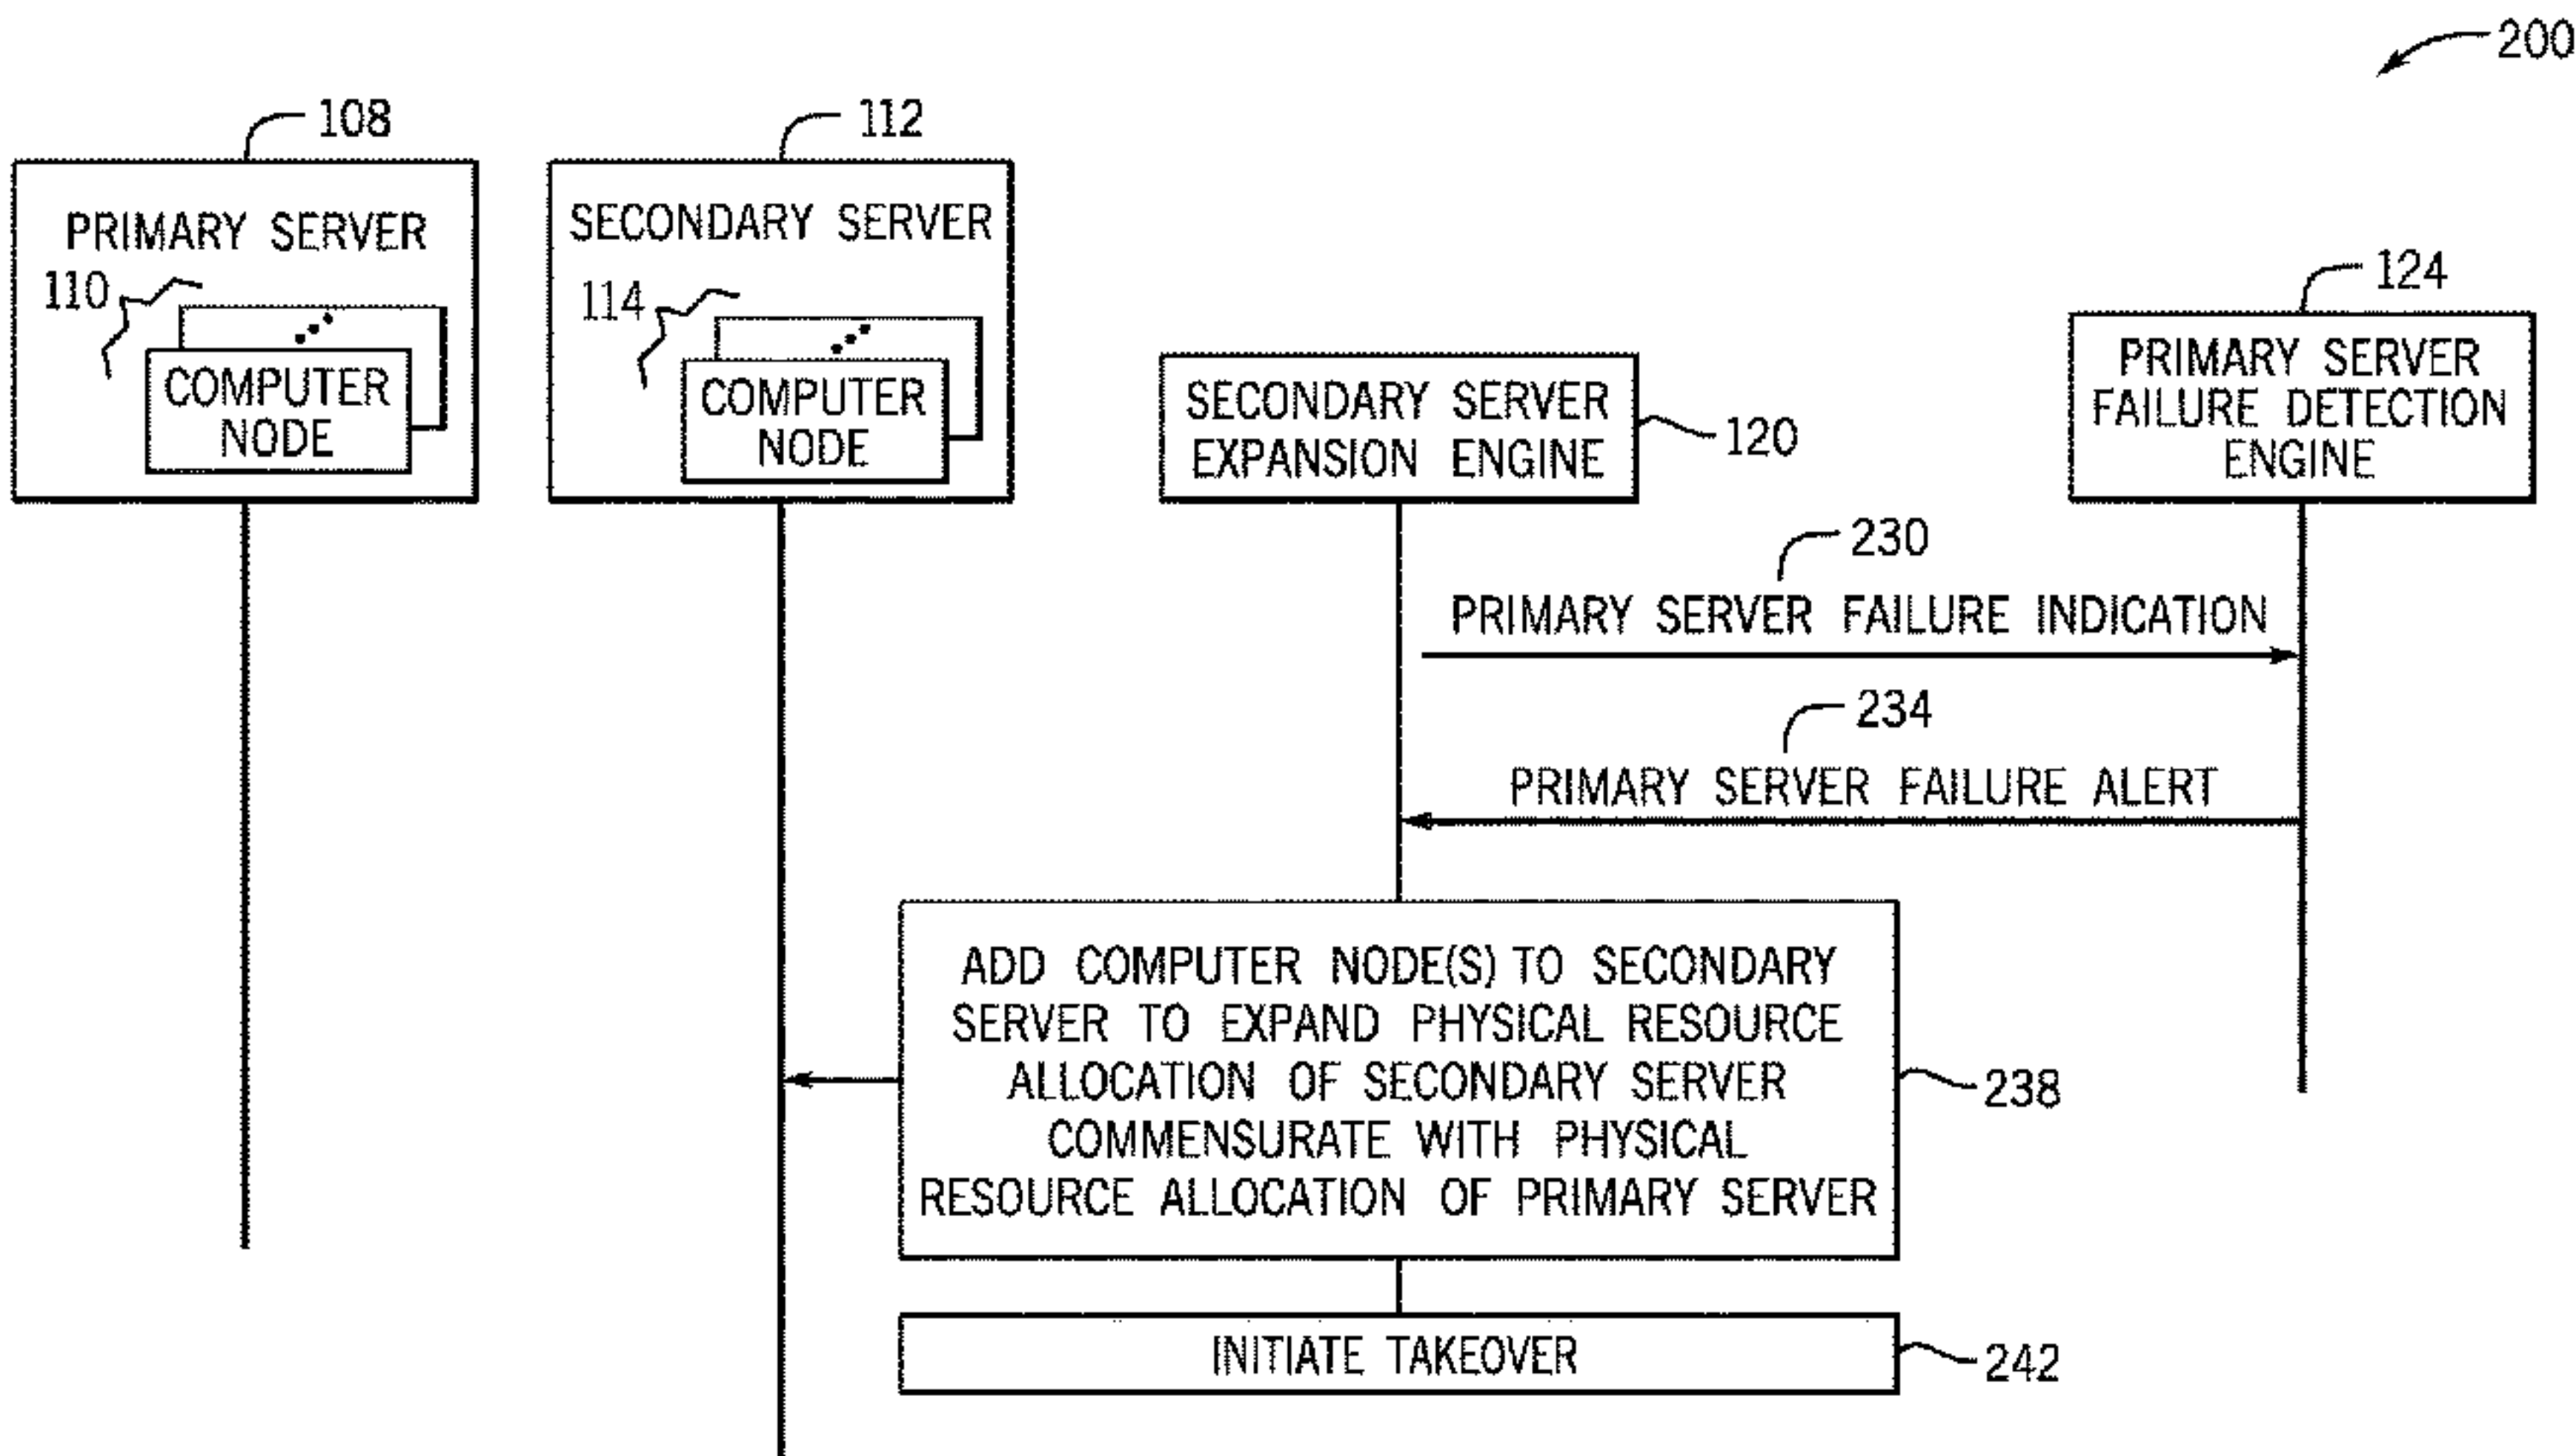 200
108
112
PRIMARY SERVER
110
COMPUTER
NODE
SECONDARY SERVER
114
COMPUTER
NODE
SECONDARY SERVER
EXPANSION ENGINE
120
124
PRIMARY SERVER
FAILURE DETECTION
ENGINE
230
PRIMARY SERVER FAILURE INDICATION
234
PRIMARY SERVER FAILURE ALERT
ADD COMPUTER NODE(S) TO SECONDARY
SERVER TO EXPAND PHYSICAL RESOURCE
ALLOCATION OF SECONDARY SERVER
COMMENSURATE WITH PHYSICAL
RESOURCE ALLOCATION OF PRIMARY SERVER
238
INITIATE TAKEOVER
242